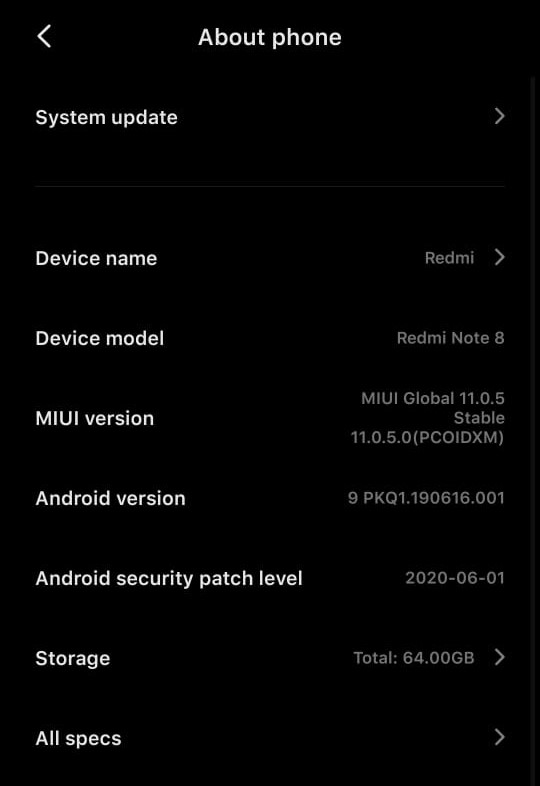 About phone
System update
Device name
Redmi
Device model
Redmi Note 8
MIUI version
MIUI Global 11.0.5
Stable
11.0.5.0(PCOIDXM)
Android version
9 PKQ1.190616.001
Android security patch level
2020-06-01
Storage
Total: 64.00GB
All specs